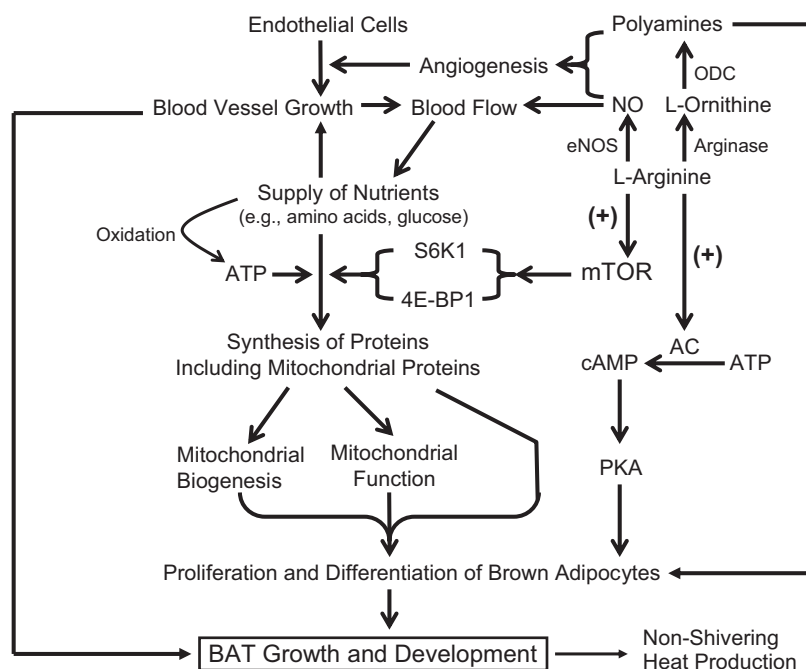 Endothelial Cells
Polyamines
Angiogenesis
ODC
Blood Vessel Growth
Blood Flow
NO
L-Ornithine
eNOS
Arginase
L-Arginine
Supply of Nutrients
(e.g., amino acids, glucose)
(+)
(+)
Oxidation
S6K1
ATP
mTOR
4E-BP1
Synthesis of Proteins
Including Mitochondrial Proteins
AC
cAMP
ATP
Mitochondrial
Biogenesis
Mitochondrial
Function
PKA
Proliferation and Differentiation of Brown Adipocytes
BAT Growth and Development
Non-Shivering
Heat Production